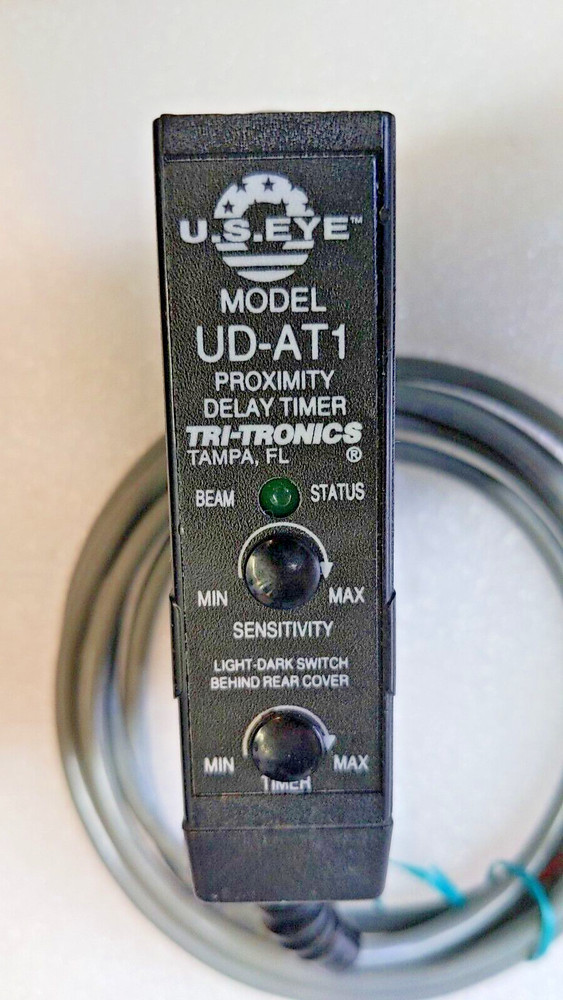 U.S.EYE™
MODEL
UD-AT1
PROXIMITY
DELAY TIMER
TRI-TRONICS
TAMPA, FL ®
BEAM STATUS
MIN MAX
SENSITIVITY
LIGHT-DARK SWITCH
BEHIND REAR COVER
MIN MAX
TIMER